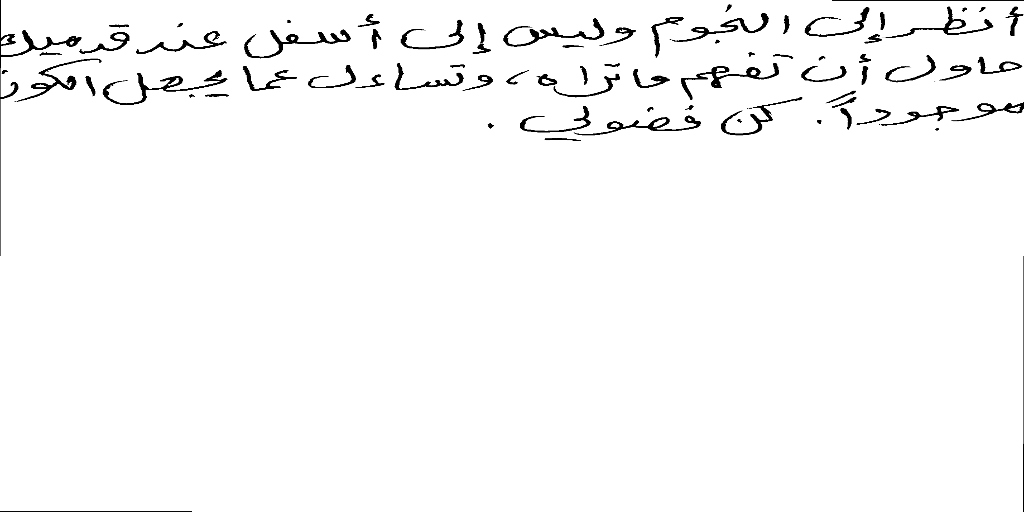 أنظر إلى النجوم وليس إلى أسفل عند قدميك
حاول أن تفهم ما تراه، وتساءل عما يجعل الكون
موجوداً. كن فضولي .